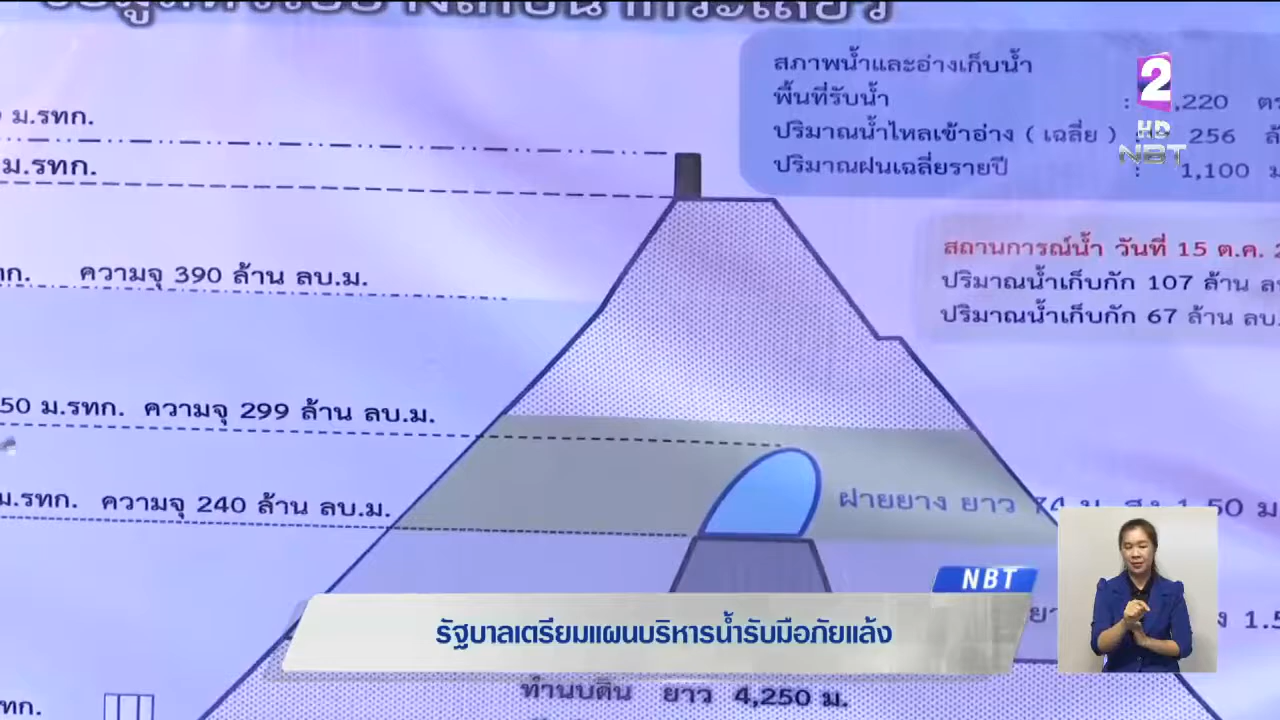 สภาพน้ำและอ่างเก็บน้ำ
พื้นที่รับน้ำ : ,220
ปริมาณน้ำไหลเข้าอ่าง ( เฉลี่ย ) 256
ปริมาณฝนเฉลี่ยรายปี : 1,100
2
HD
NBT
ม.รทก.
ม.รทก.
สถานการณ์น้ำ วันที่ 15 ต.ค.
ปริมาณน้ำเก็บกัก 107 ล้าน
ปริมาณน้ำเก็บกัก 67 ล้าน ลบ.
ความจุ 390 ล้าน ลบ.ม.
50 ม.รทก. ความจุ 299 ล้าน ลบ.ม.
ม.รทก. ความจุ 240 ล้าน ลบ.ม.
ฝายยาง ยาว 74 ม. สูง 1.50 ม
NBT
รัฐบาลเตรียมแผนบริหารน้ำรับมือภัยแล้ง
1.5
ทำนบดิน ยาว 4,250 ม.